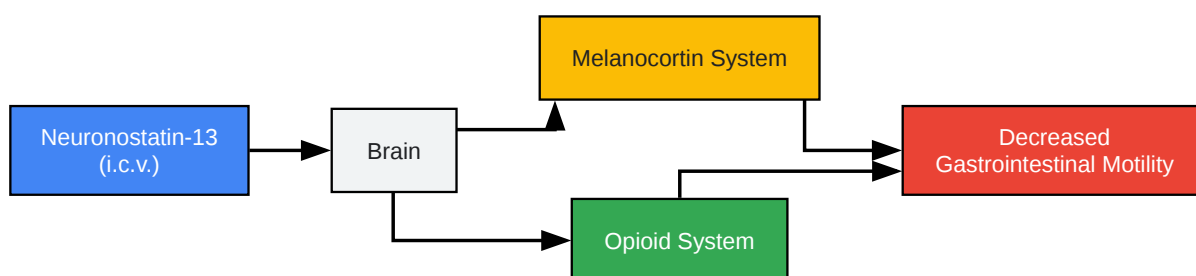 Melanocortin System
Neuronostatin-13
(i.c.v.)
Brain
Decreased
Gastrointestinal Motility
Opioid System